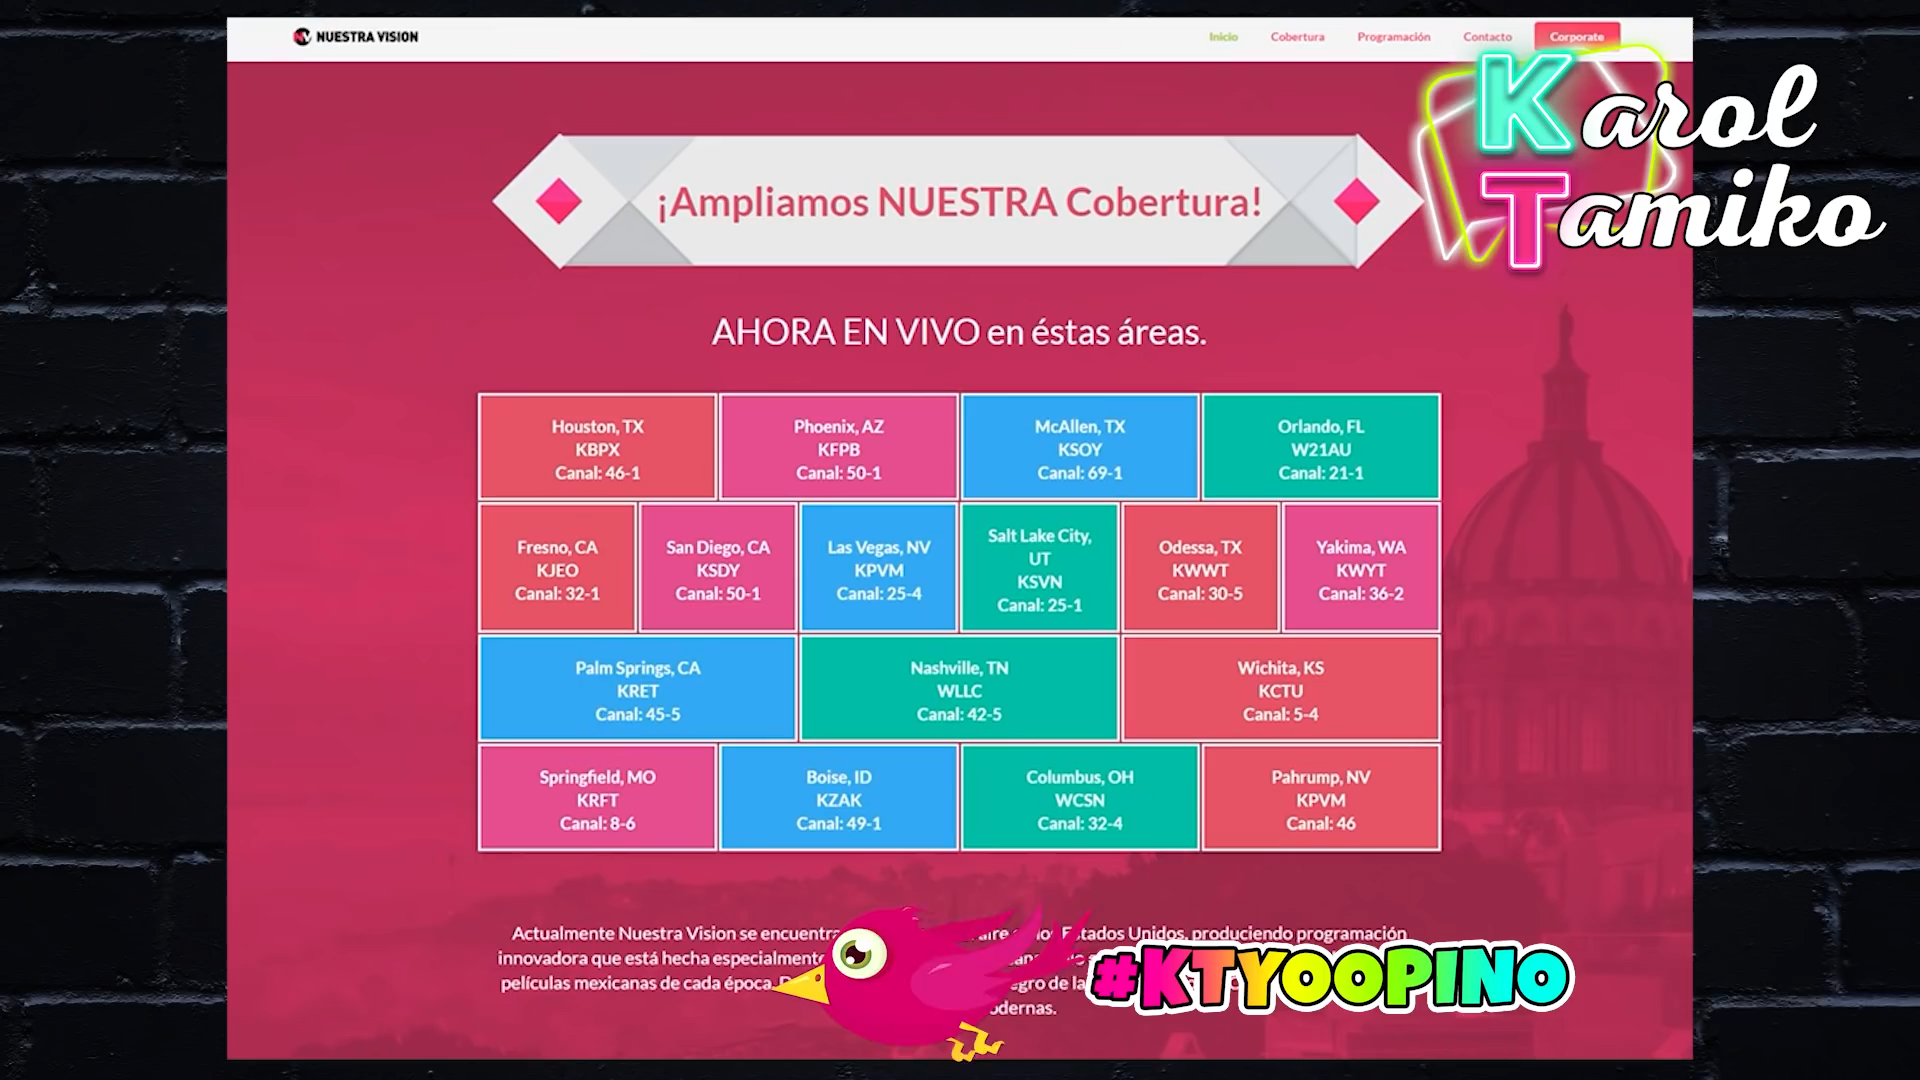 NUESTRA VISION
Inicio Cobertura Programación Contacto Corporate
Karol
Tamiko
¡Ampliamos NUESTRA Cobertura!
AHORA EN VIVO en éstas áreas.
Houston, TX
KBPX
Canal: 46-1
Phoenix, AZ
KFPB
Canal: 50-1
McAllen, TX
KSOY
Canal: 69-1
Orlando, FL
W21AU
Canal: 21-1
Fresno, CA
KJEO
Canal: 32-1
San Diego, CA
KSDY
Canal: 50-1
Las Vegas, NV
KPVM
Canal: 25-4
Salt Lake City,
UT
KSVN
Canal: 25-1
Odessa, TX
KWWT
Canal: 30-5
Yakima, WA
KWYT
Canal: 36-2
Palm Springs, CA
KRET
Canal: 45-5
Nashville, TN
WLLC
Canal: 42-5
Wichita, KS
KCTU
Canal: 5-4
Springfield, MO
KRFT
Canal: 8-6
Boise, ID
KZAK
Canal: 49-1
Columbus, OH
WCSN
Canal: 32-4
Pahrump, NV
KPVM
Canal: 46
Actualmente Nuestra Vision se Estados Unidos, produciendo programación
innovadora que está hecha especialmente
películas mexicanas de cada época. de la
#KTYOOPINO